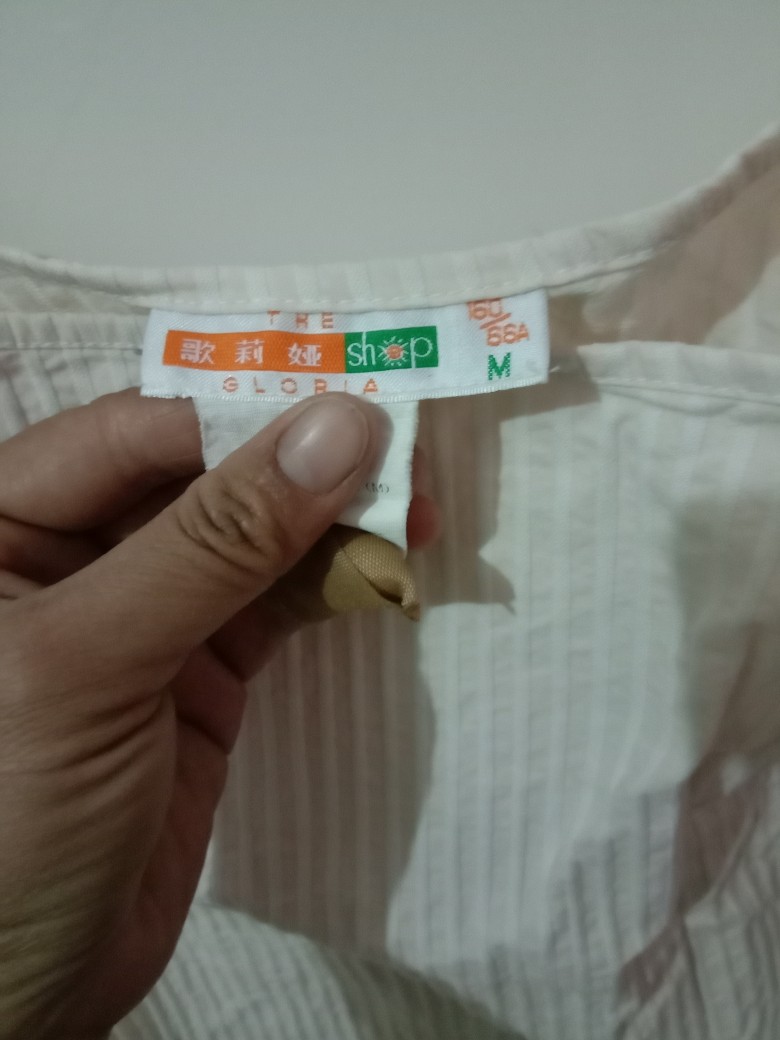 THE
歌莉娅 shop
GLORIA
160/66A
M
(M)